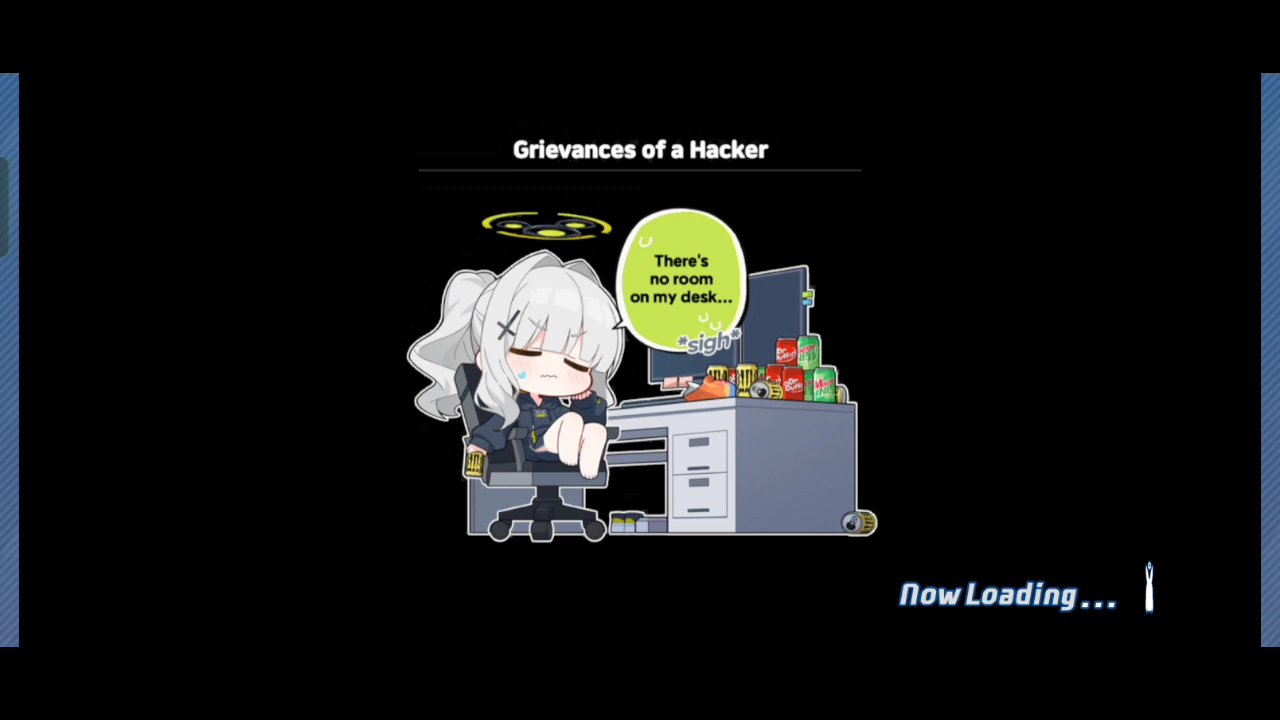 Grievances of a Hacker
There's
no room
on my desk...
*sigh*
Now Loading...